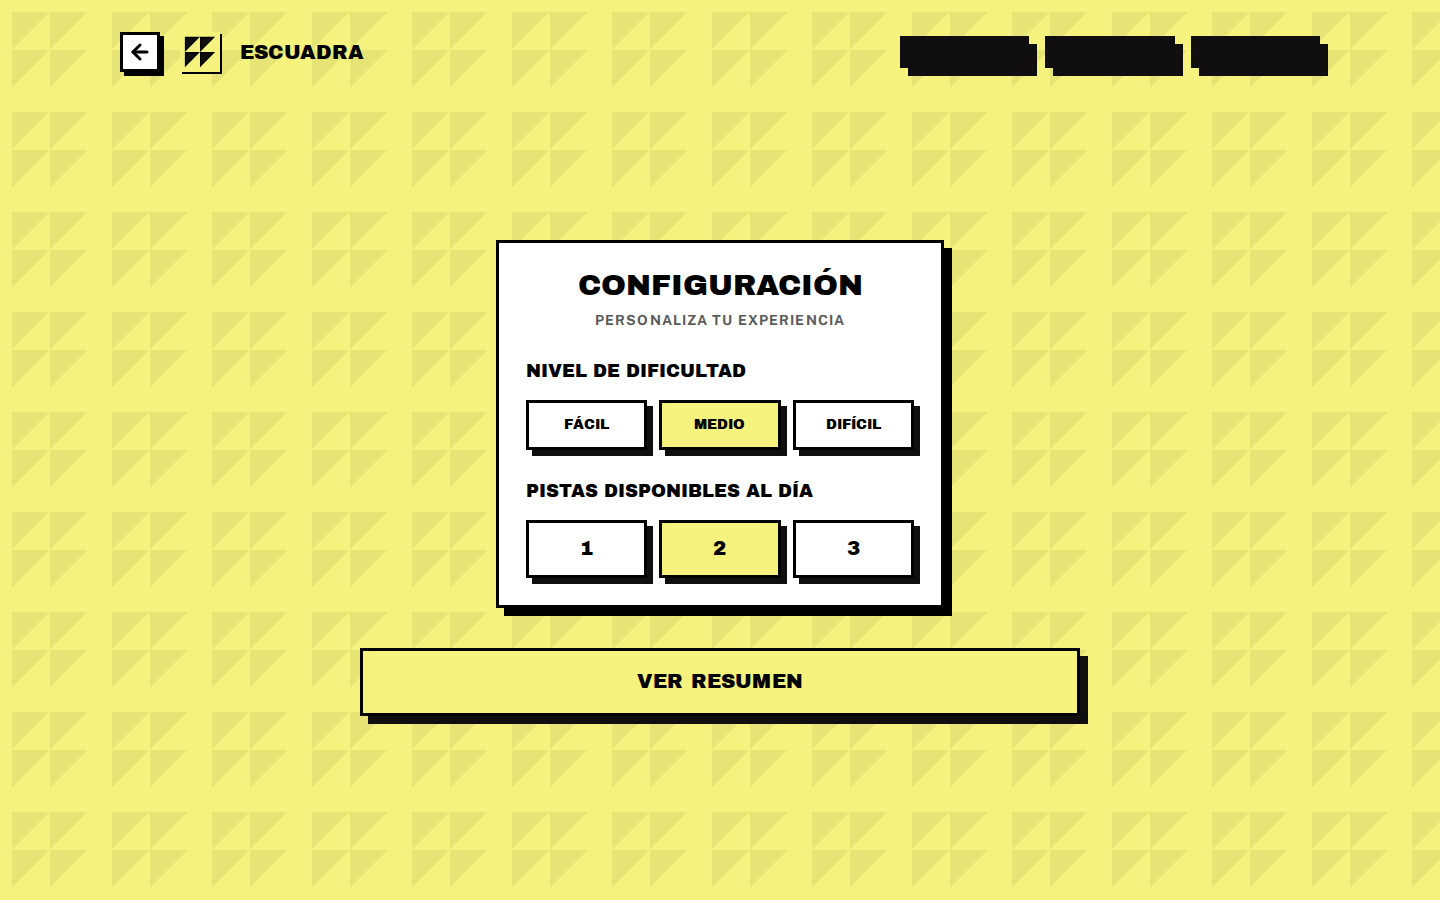 ESCUADRA
CONFIGURACIÓN
PERSONALIZA TU EXPERIENCIA
NIVEL DE DIFICULTAD
FÁCIL MEDIO DIFÍCIL
PISTAS DISPONIBLES AL DÍA
1 2 3
VER RESUMEN